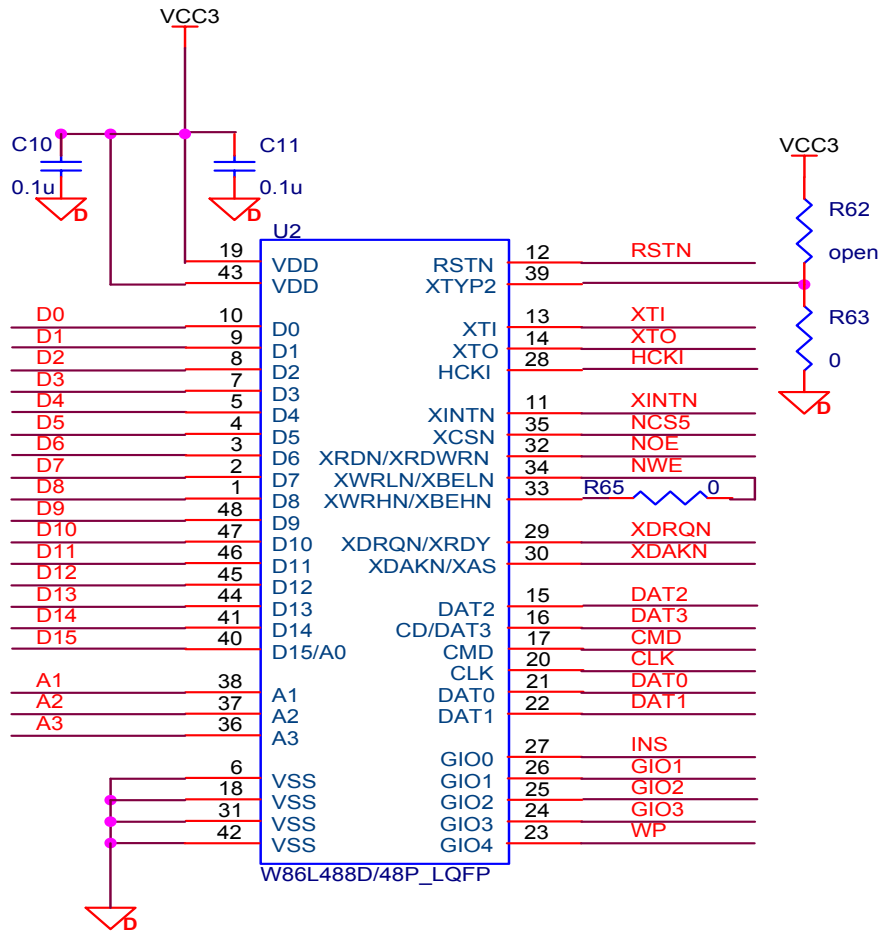 VCC3
C10
0.1u
D
C11
0.1u
D
VCC3
R62
open
R63
0
D
U2
19 VDD
43 VDD
D0 10 D0
D1 9 D1
D2 8 D2
D3 7 D3
D4 5 D4
D5 4 D5
D6 3 D6
D7 2 D7
D8 1 D8
D9 48 D9
D10 47 D10
D11 46 D11
D12 45 D12
D13 44 D13
D14 41 D14
D15 40 D15/A0
A1 38 A1
A2 37 A2
A3 36 A3
6 VSS
18 VSS
31 VSS
42 VSS
D
RSTN 12 RSTN
XTYP2 39
XTI 13 XTI
XTO 14 XTO
HCKI 28 HCKI
XINTN 11 XINTN
XCSN 35 NCS5
XRDN/XRDWRN 32 NOE
XWRLN/XBELN 34 NWE
XWRHN/XBEHN 33 R65 0
XDRQN/XRDY 29 XDRQN
XDAKN/XAS 30 XDAKN
DAT2 15 DAT2
CD/DAT3 16 DAT3
CMD 17 CMD
CLK 20 CLK
DAT0 21 DAT0
DAT1 22 DAT1
GIO0 27 INS
GIO1 26 GIO1
GIO2 25 GIO2
GIO3 24 GIO3
GIO4 23 WP
W86L488D/48P_LQFP